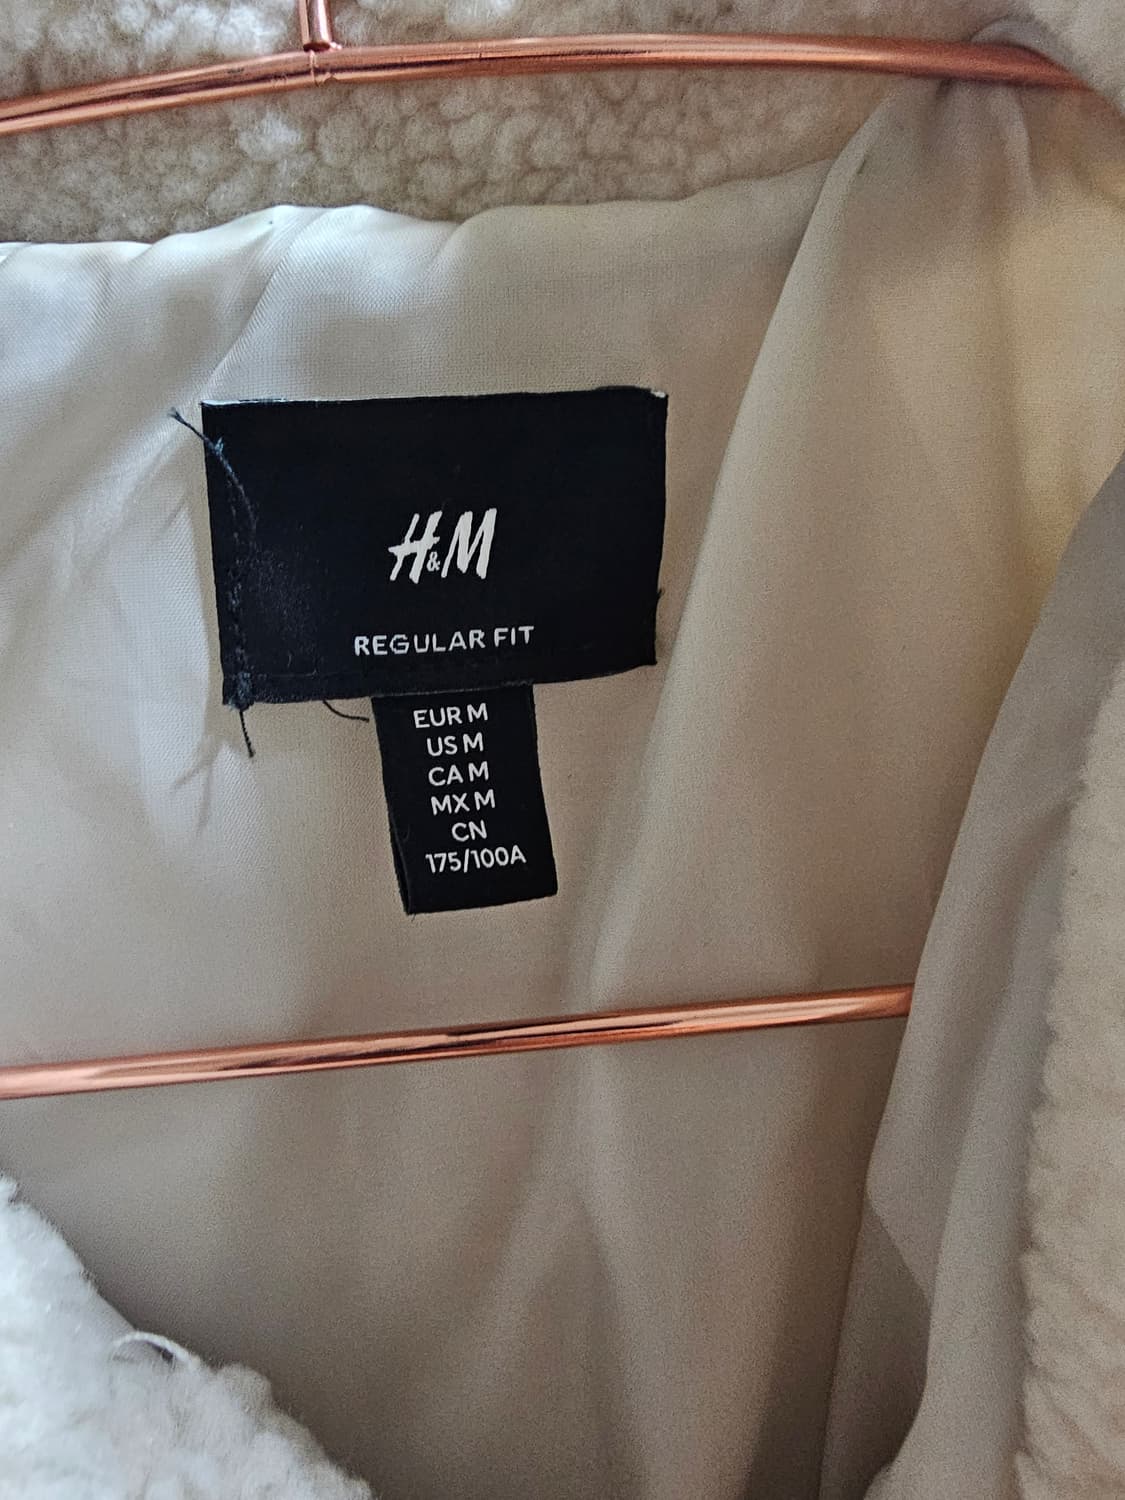 H&M
REGULAR FIT
EUR M
US M
CA M
MX M
CN
175/100A